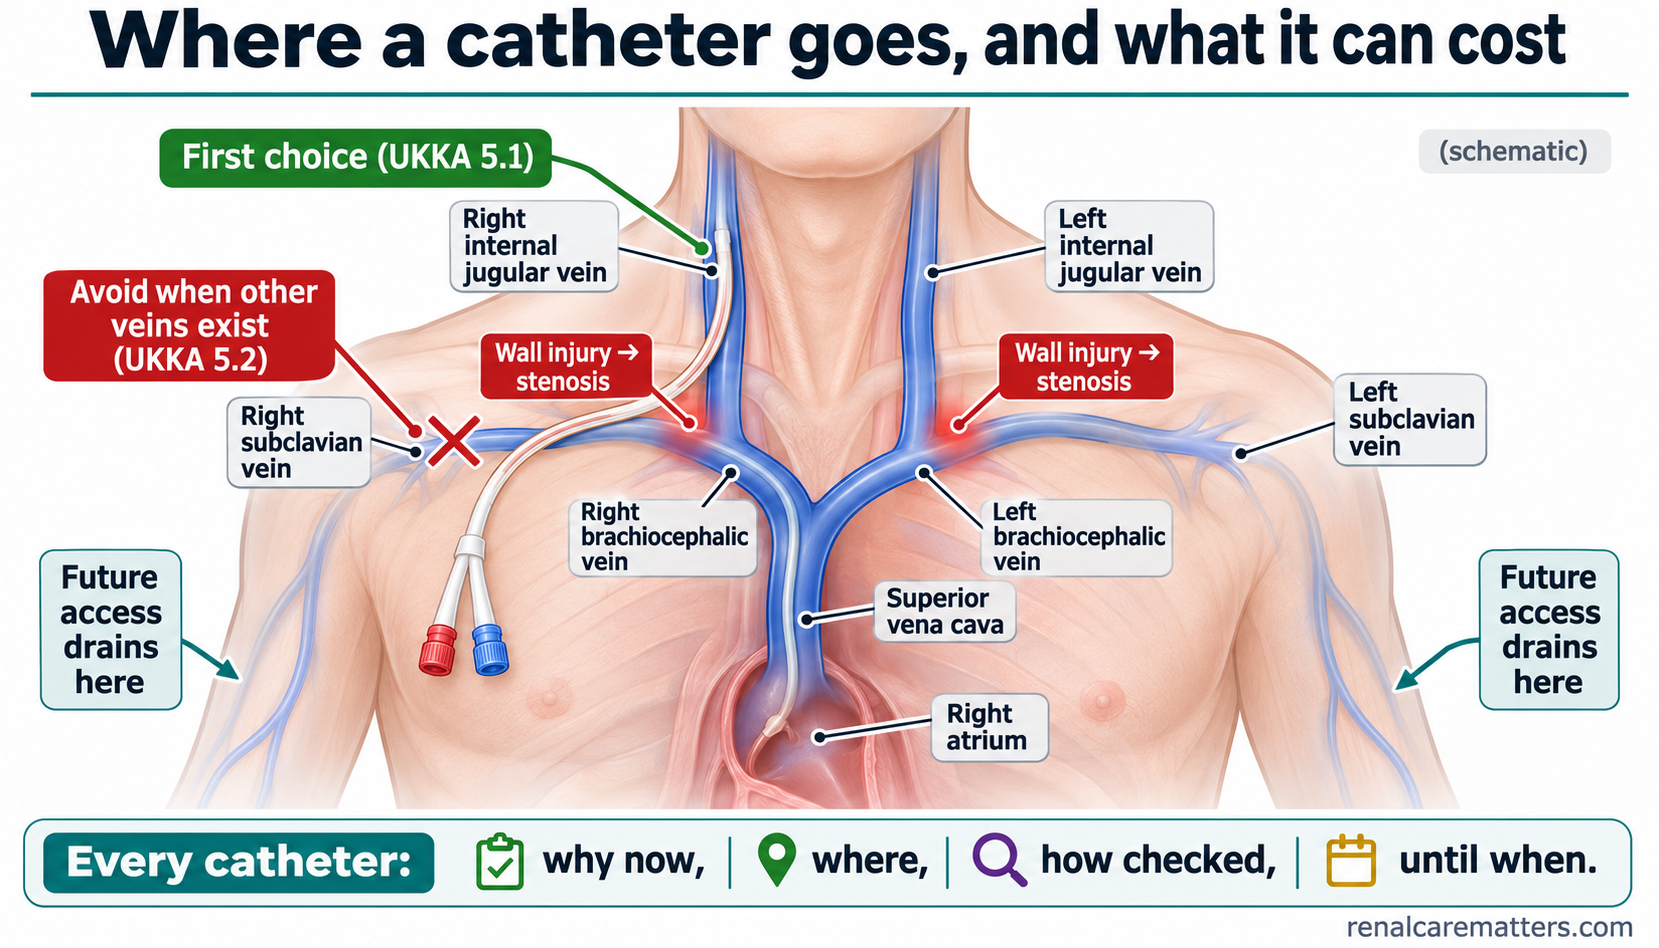 Where a catheter goes, and what it can cost
First choice (UKKA 5.1)
(schematic)
Right
internal
jugular vein
Left
internal
jugular vein
Avoid when other
veins exist
(UKKA 5.2)
Wall injury →
stenosis
Wall injury →
stenosis
Right
subclavian
vein
Left
subclavian
vein
Right
brachiocephalic
vein
Left
brachiocephalic
vein
Future
access
drains
here
Superior
vena cava
Future
access
drains
here
Right
atrium
Every catheter: why now, where, how checked, until when.
renalcarematters.com